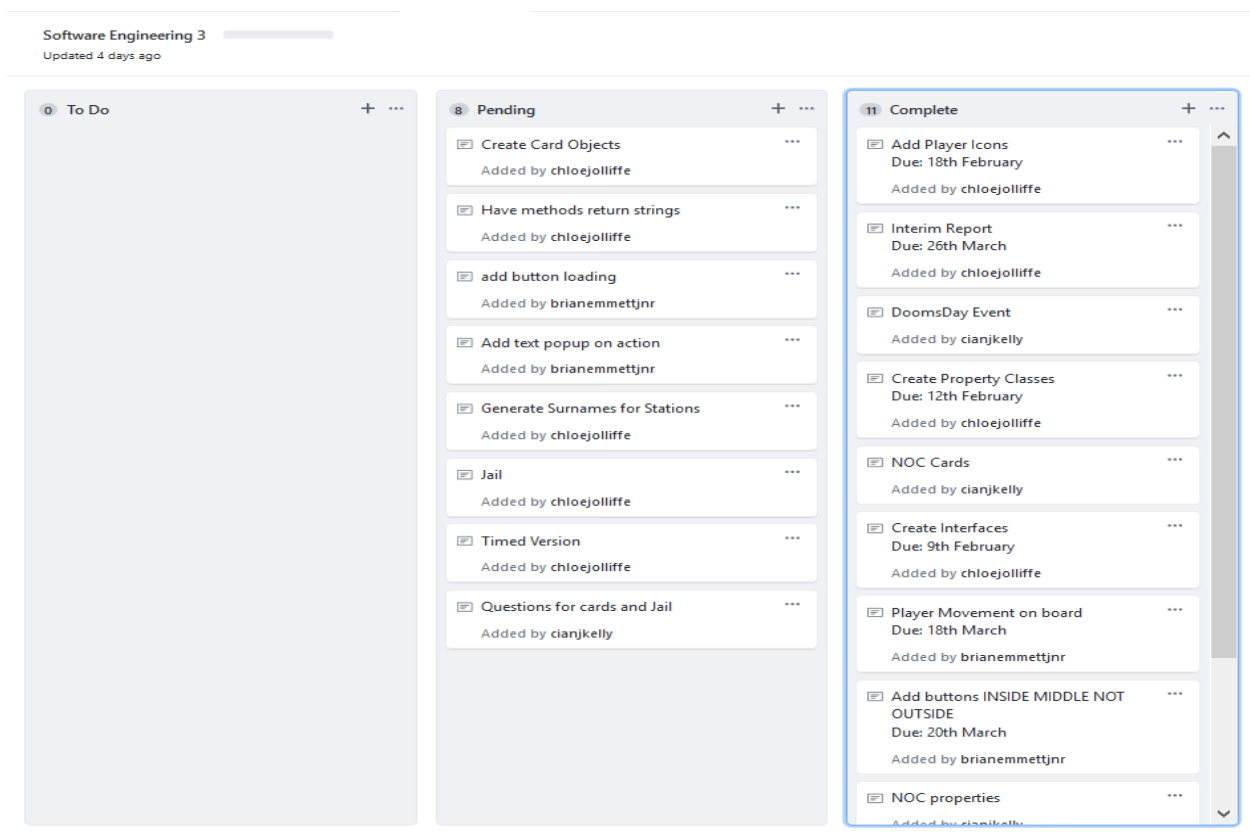 Software Engineering 3
Updated 4 days ago
0 To Do
8 Pending
Create Card Objects
Added by chloejolliffe
Have methods return strings
Added by chloejolliffe
add button loading
Added by brianemmettjnr
Add text popup on action
Added by brianemmettjnr
Generate Surnames for Stations
Added by chloejolliffe
Jail
Added by chloejolliffe
Timed Version
Added by chloejolliffe
Questions for cards and Jail
Added by cianjkelly
11 Complete
Add Player Icons
Due: 18th February
Added by chloejolliffe
Interim Report
Due: 26th March
Added by chloejolliffe
DoomsDay Event
Added by cianjkelly
Create Property Classes
Due: 12th February
Added by chloejolliffe
NOC Cards
Added by cianjkelly
Create Interfaces
Due: 9th February
Added by chloejolliffe
Player Movement on board
Due: 18th March
Added by brianemmettjnr
Add buttons INSIDE MIDDLE NOT
OUTSIDE
Due: 20th March
Added by brianemmettjnr
NOC properties
Added by cianjkelly